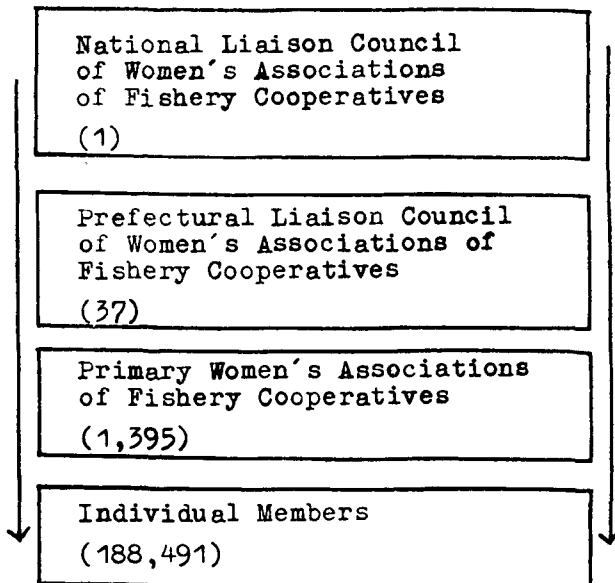 National Liaison Council
of Women's Associations
of Fishery Cooperatives
(1)
Prefectural Liaison Council
of Women's Associations of
Fishery Cooperatives
(37)
Primary Women's Associations
of Fishery Cooperatives
(1,395)
Individual Members
(188,491)